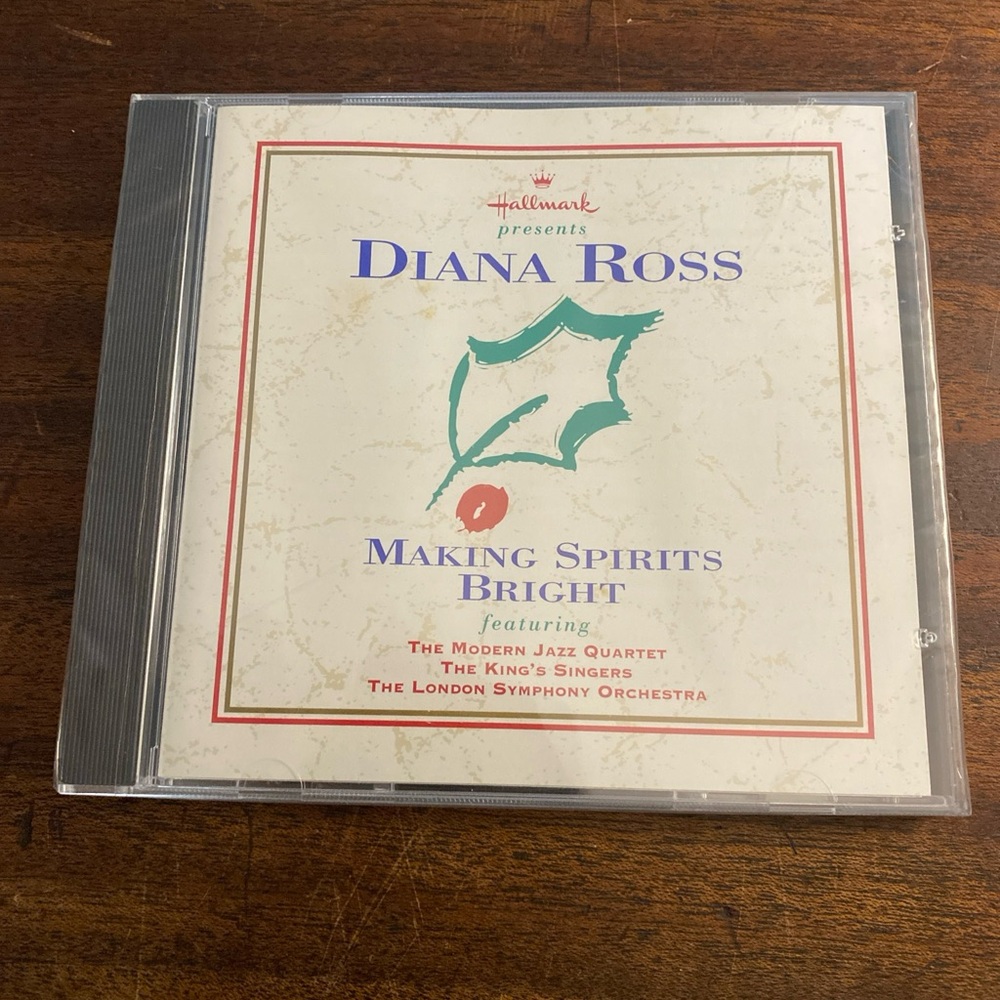 Hallmark
presents
DIANA ROSS
MAKING SPIRITS
BRIGHT
featuring
THE MODERN JAZZ QUARTET
THE KING'S SINGERS
THE LONDON SYMPHONY ORCHESTRA